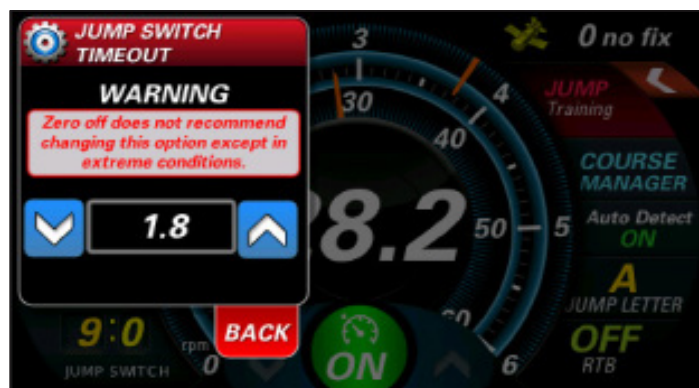 JUMP SWITCH
TIMEOUT
WARNING
Zero off does not recommend
changing this option except in
extreme conditions.
1.8
BACK
0 no fix
3
4
30
40
50
5
60
6
28.2
JUMP
Training
COURSE
MANAGER
Auto Detect
ON
A
JUMP LETTER
OFF
RTB
9:0
JUMP SWITCH
rpm
0
ON